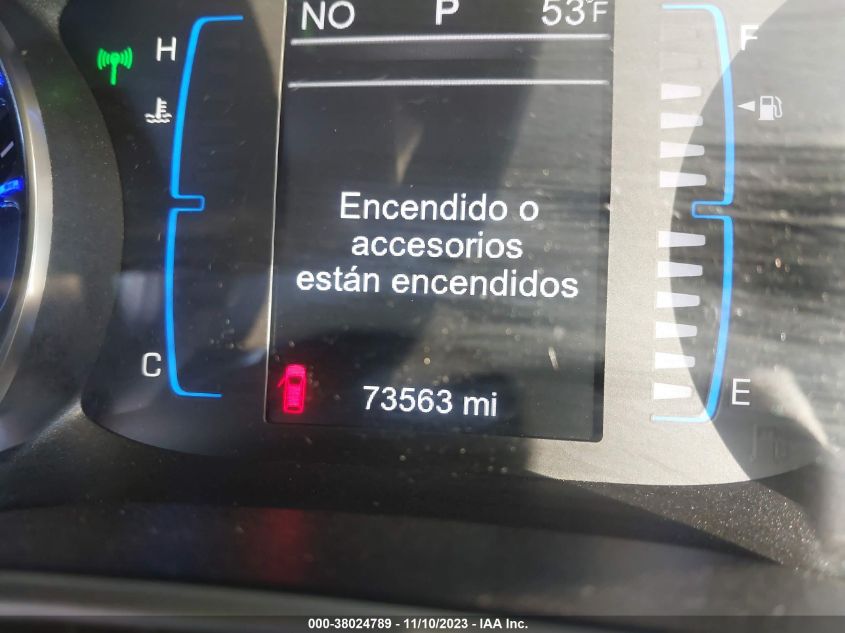 NO P 53°F
H
F
Encendido o
accesorios
están encendidos
C
73563 mi
E
000-38024789 - 11/10/2023 - IAA Inc.